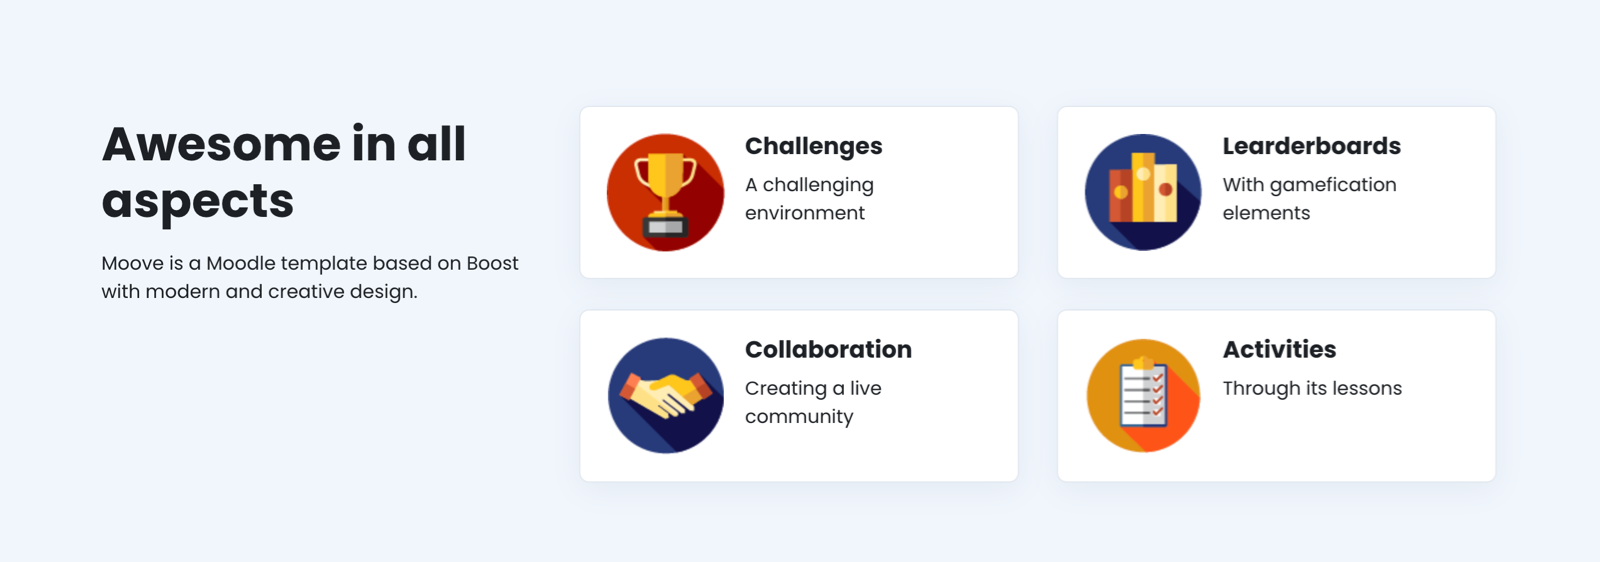 Awesome in all
aspects
Moove is a Moodle template based on Boost
with modern and creative design.
Challenges
A challenging
environment
Learderboards
With gamefication
elements
Collaboration
Creating a live
community
Activities
Through its lessons